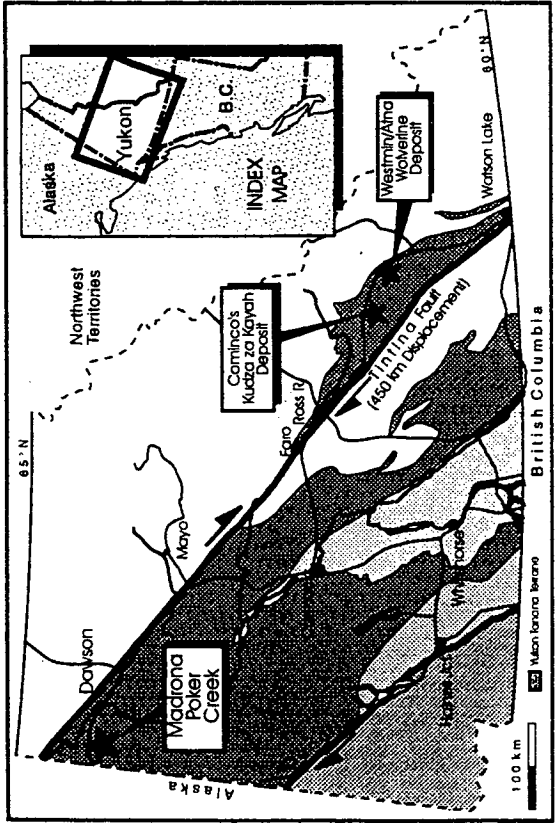 65°N
Northwest
Territories
Alaska
Yukon
B.C.
INDEX
MAP
Dawson
Mayo
Madrona
Poker
Creek
Cominco's
Kudza za Kayah
Deposit
Westmin/Atna
Wolverine
Deposit
Faro
Ross R.
Tintina Fault
(450 km Displacement)
Watson Lake
60°N
Alaska
Whitehorse
British Columbia
100 km
Yukon Tanana Terrane